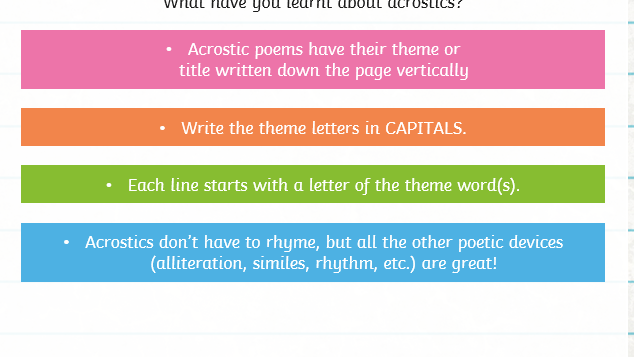 What have you learnt about acrostics?
• Acrostic poems have their theme or
title written down the page vertically
• Write the theme letters in CAPITALS.
• Each line starts with a letter of the theme word(s).
• Acrostics don't have to rhyme, but all the other poetic devices
(alliteration, similes, rhythm, etc.) are great!